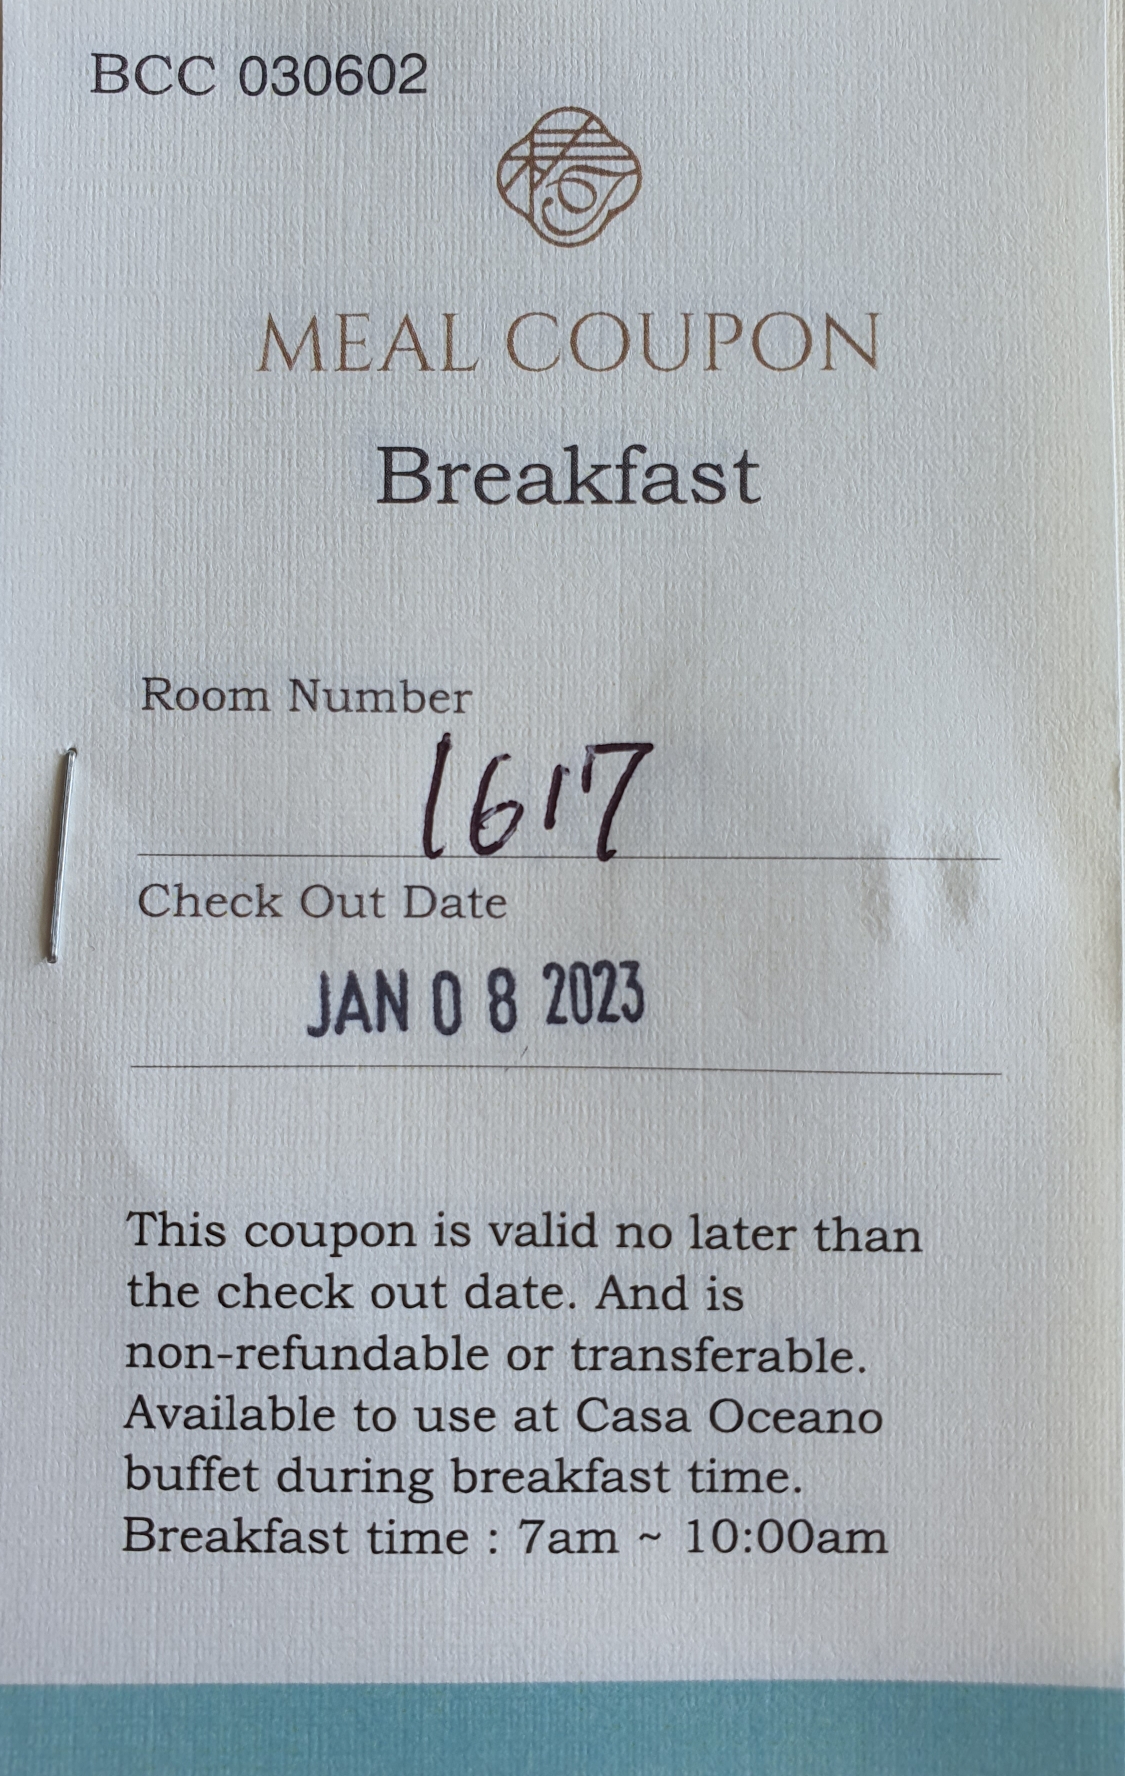 BCC 030602
MEAL COUPON
Breakfast
Room Number
1617
Check Out Date
JAN 08 2023
This coupon is valid no later than
the check out date. And is
non-refundable or transferable.
Available to use at Casa Oceano
buffet during breakfast time.
Breakfast time : 7am ~ 10:00am